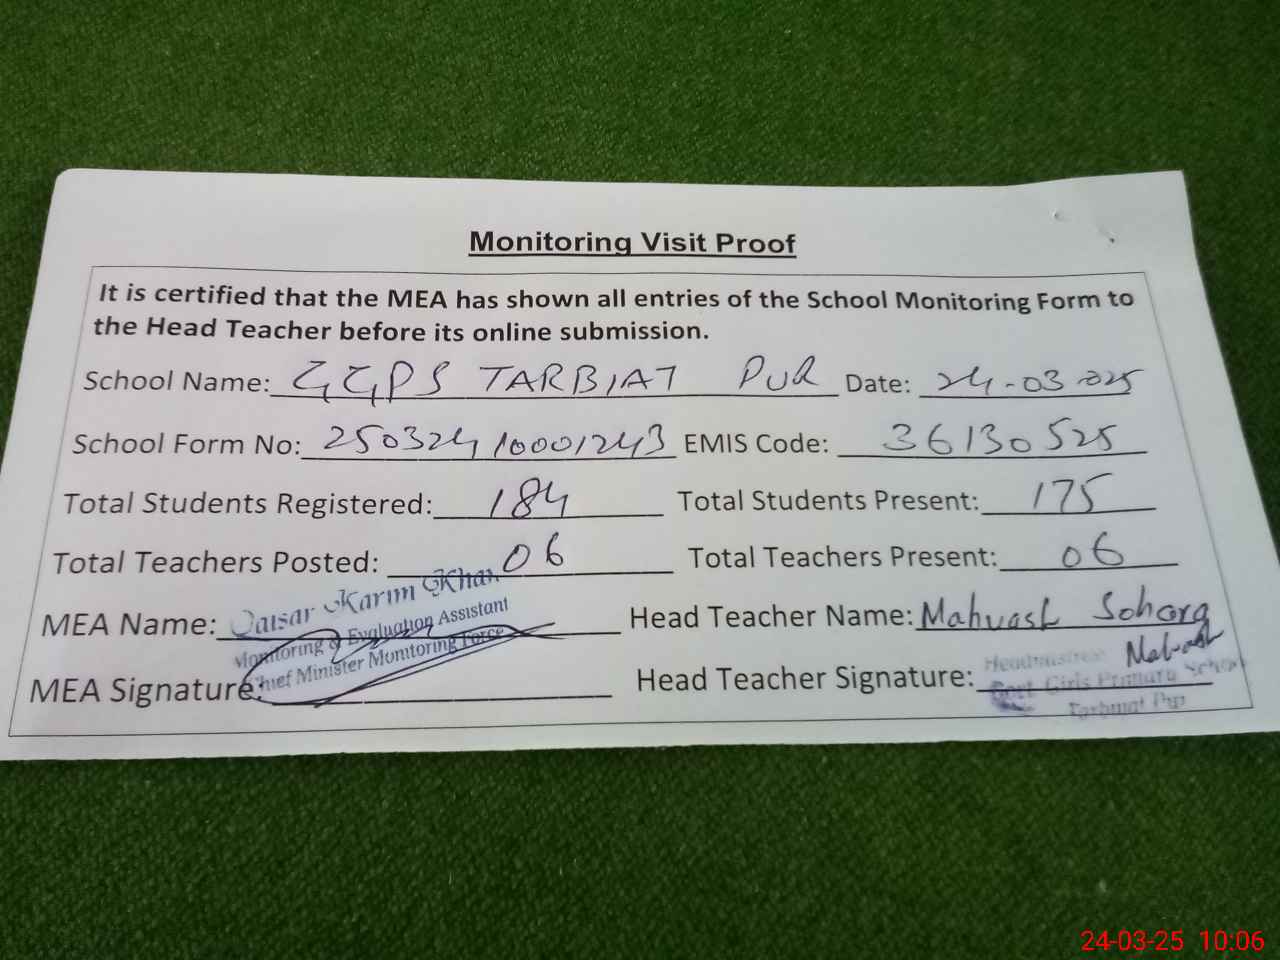 Monitoring Visit Proof
It is certified that the MEA has shown all entries of the School Monitoring Form to
the Head Teacher before its online submission.
School Name: GGPS TARBIAT PUR Date: 24-03-025
School Form No: 25032410001243 EMIS Code: 36130525
Total Students Registered: 184 Total Students Present: 175
Total Teachers Posted: 06 Total Teachers Present: 06
MEA Name: Qaisar Karim Khan Head Teacher Name: Mahvash
Monitoring & Evaluation Assistant
Chief Minister Monitoring Force
MEA Signature: Head Teacher Signature:
Headmistress
Govt Girls Primary School
Tarbiat Pur
24-03-25 10:06